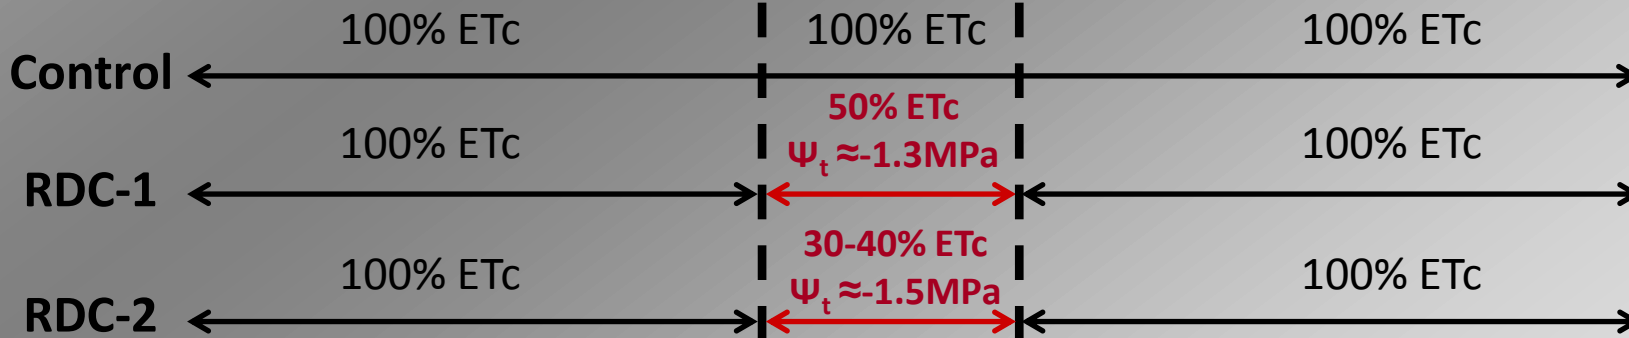 100% ETc 100% ETc 100% ETc
Control
50% ETc
100% ETc Ψt ≈-1.3MPa 100% ETc
RDC-1
30-40% ETc
100% ETc Ψt ≈-1.5MPa 100% ETc
RDC-2